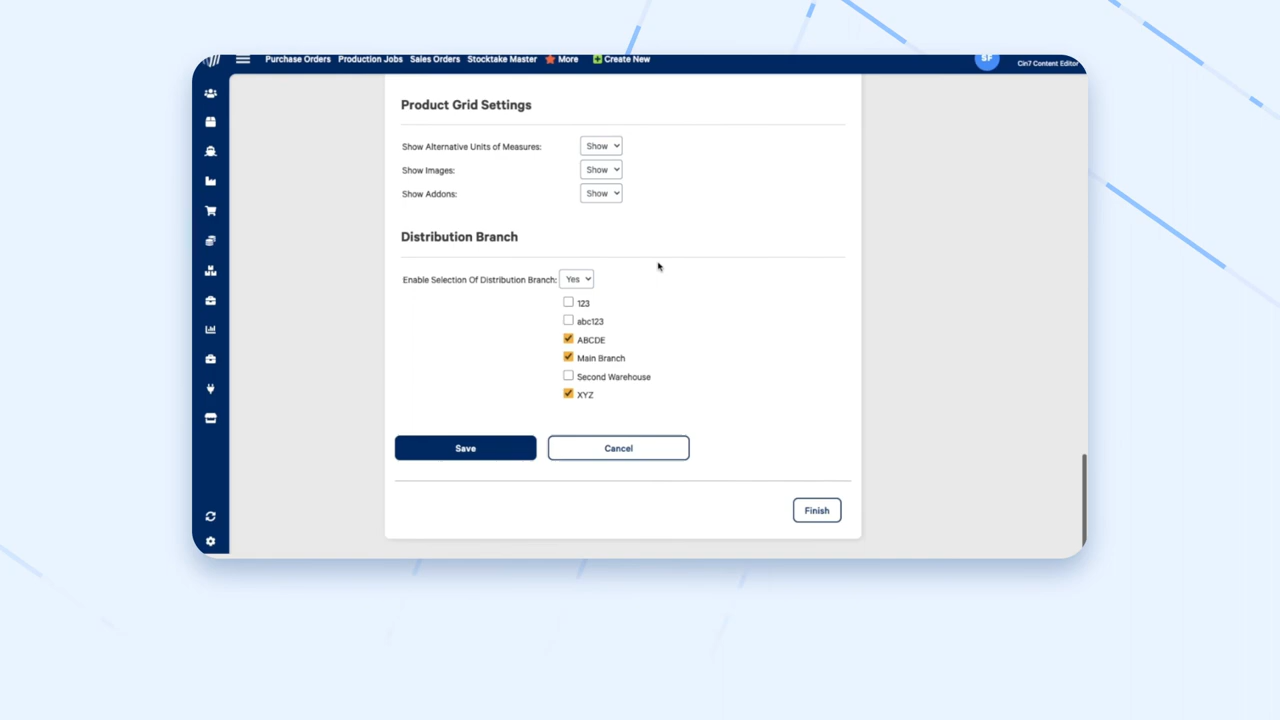 Purchase Orders Production Jobs Sales Orders Stocktake Master More Create New SF Cin7 Content Editor
Product Grid Settings
Show Alternative Units of Measures: Show
Show Images: Show
Show Addons: Show
Distribution Branch
Enable Selection Of Distribution Branch: Yes
123
abc123
ABCDE
Main Branch
Second Warehouse
XYZ
Save Cancel
Finish